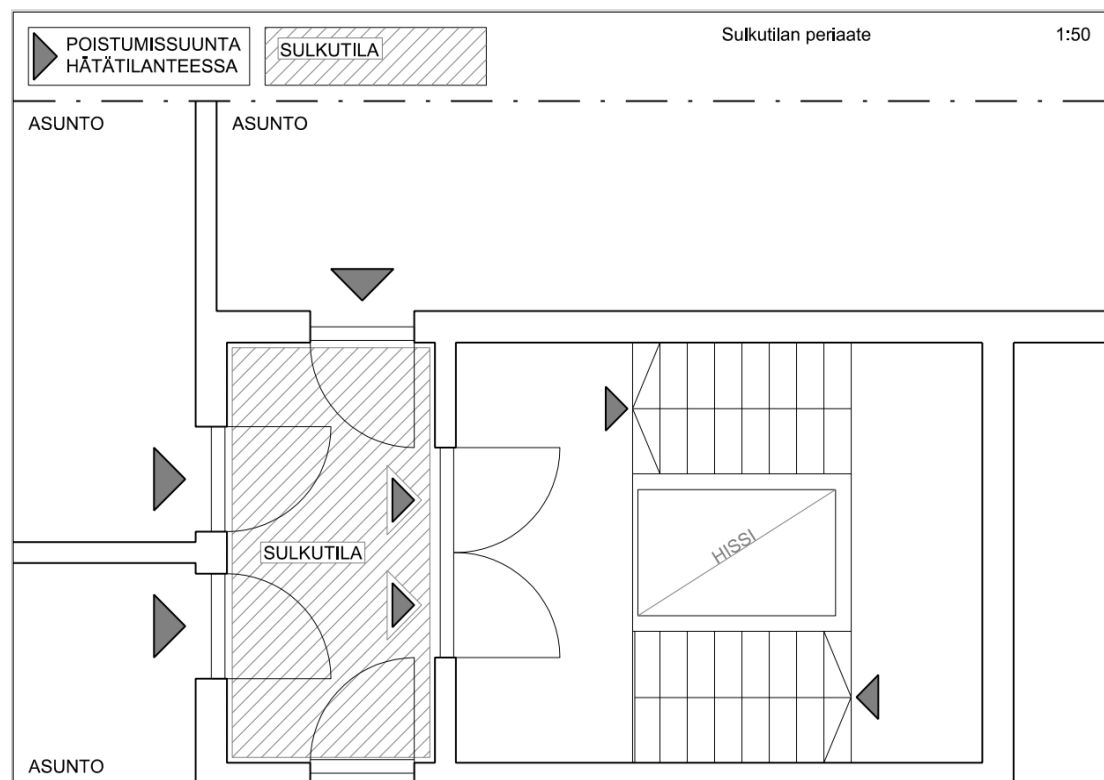 POISTUMISSUUNTA
HÄTÄTILANTEESSA
SULKUTILA
Sulkutilan periaate
1:50
ASUNTO
ASUNTO
SULKUTILA
HISSI
ASUNTO